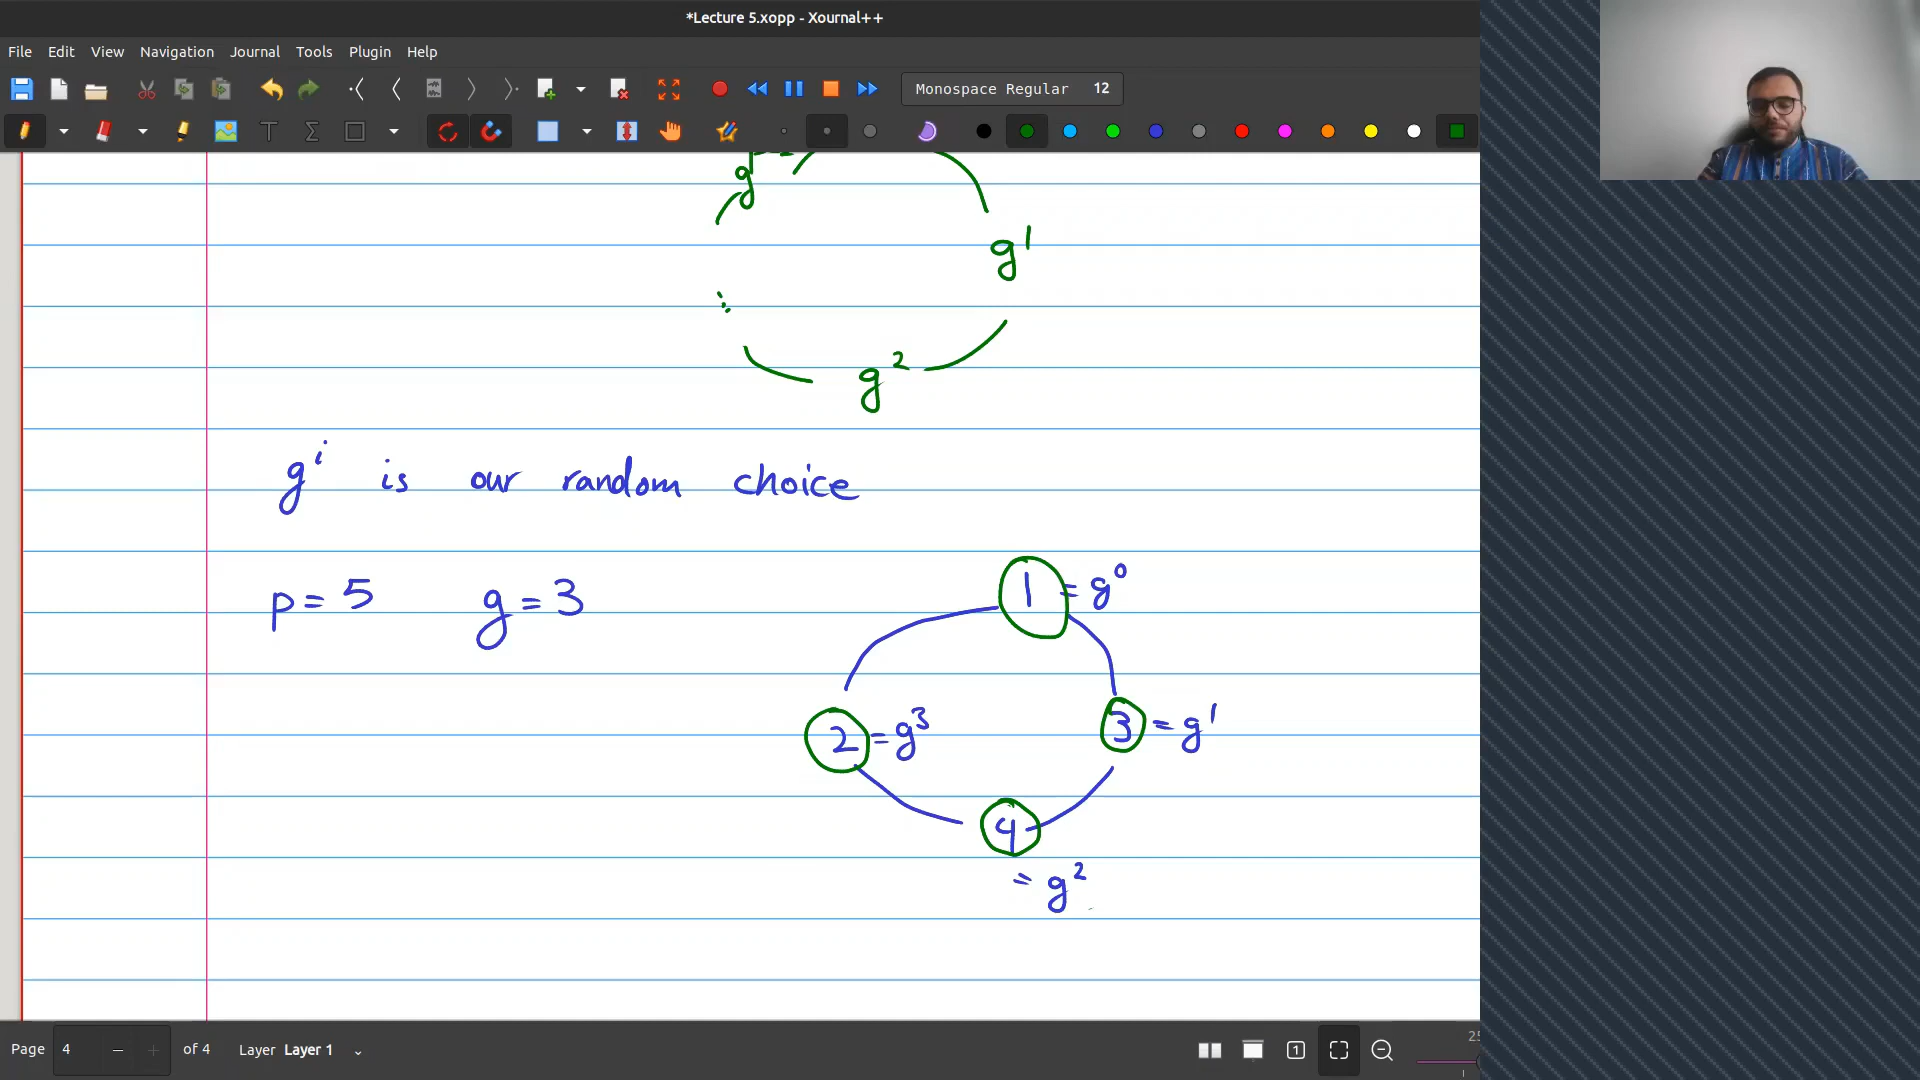 *Lecture 5.xopp - Xournal++
File Edit View Navigation Journal Tools Plugin Help
Monospace Regular 12
g
g¹
g²
gⁱ is our random choice
p = 5 g = 3
1 = g⁰
2 = g³
3 = g¹
4
= g²
Page 4 of 4 Layer Layer 1